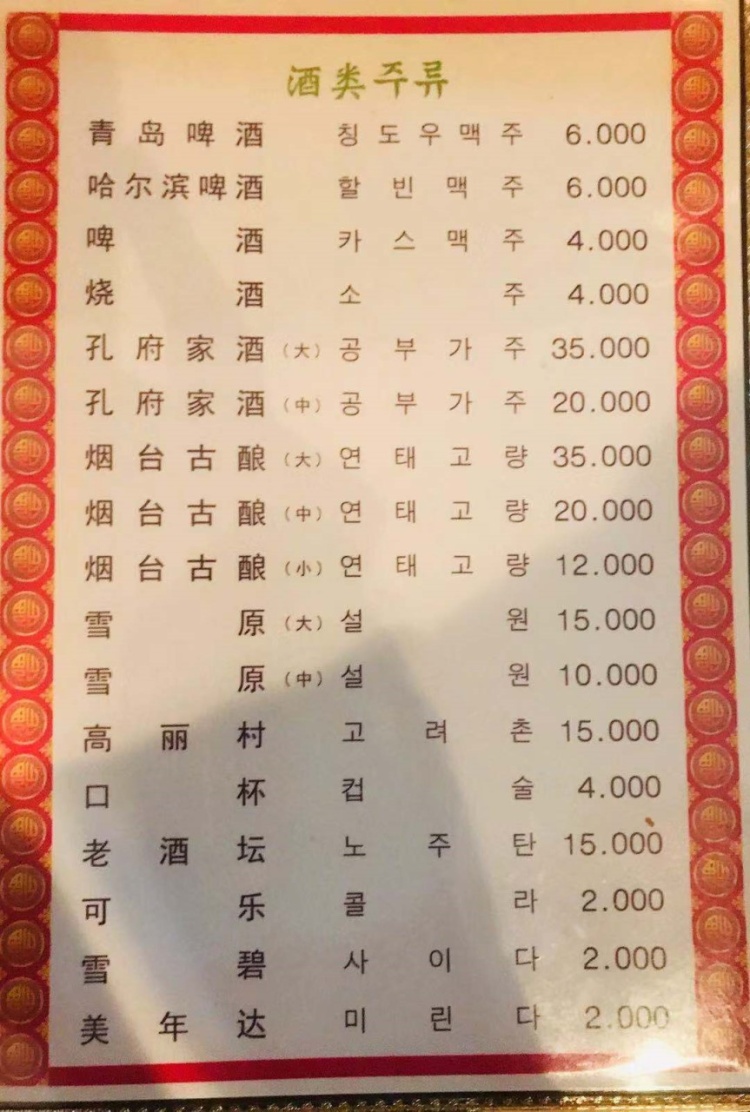 酒类주류
青岛啤酒 칭도우맥주 6.000
哈尔滨啤酒 할빈맥주 6.000
啤酒 카스맥주 4.000
烧酒 소주 4.000
孔府家酒（大） 공부가주 35.000
孔府家酒（中） 공부가주 20.000
烟台古酿（大） 연태고량 35.000
烟台古酿（中） 연태고량 20.000
烟台古酿（小） 연태고량 12.000
雪原（大） 설원 15.000
雪原（中） 설원 10.000
高丽村 고려촌 15.000
口杯 컵술 4.000
老酒坛 노주탄 15.000
可乐 콜라 2.000
雪碧 사이다 2.000
美年达 미린다 2.000